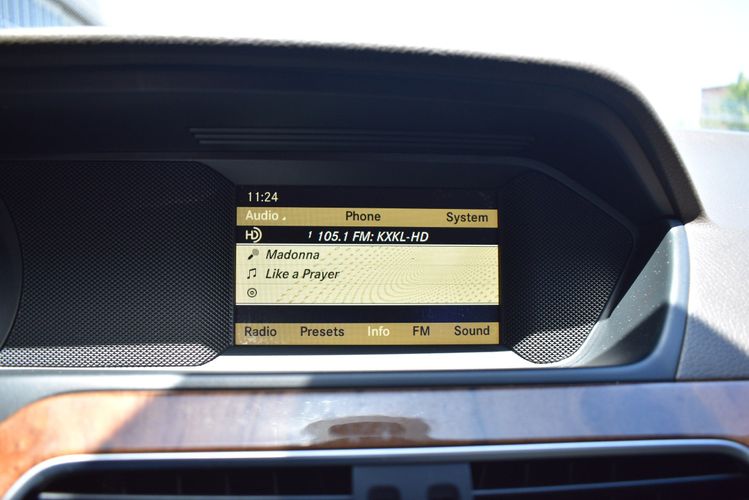 11:24
Audio Phone System
HD 1 105.1 FM: KXKL-HD
Madonna
Like a Prayer
Radio Presets Info FM Sound